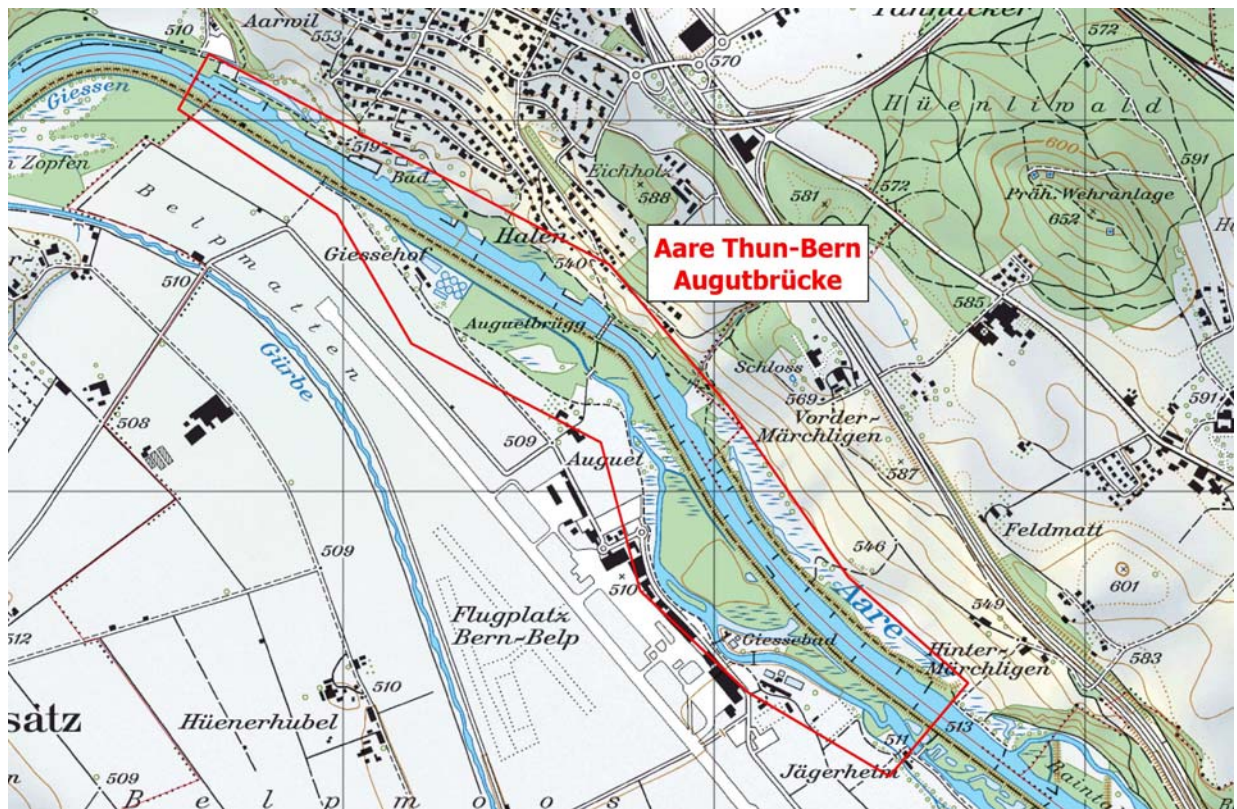 510
Aarwil
553
570
Tannacker
572
Giessen
Hüenliwald
600
591
Zopfen
519
Bad
Eichholz
588
581
572
Präh. Wehranlage
652
Belpmatten
Halen
540
Aare Thun-Bern
Augutbrücke
Giessehof
510
585
Auguetbrügg
Schloss
569
Vorder-
Märchligen
Gürbe
508
509
Auguet
591
587
Feldmatt
546
601
509
510
Flugplatz
Bern-Belp
Aare
549
512
Giessebad
Hinter-
Märchligen
583
510
Hüenerhubel
satz
513
511
Jägerheim
Raint
509
Belpmoos